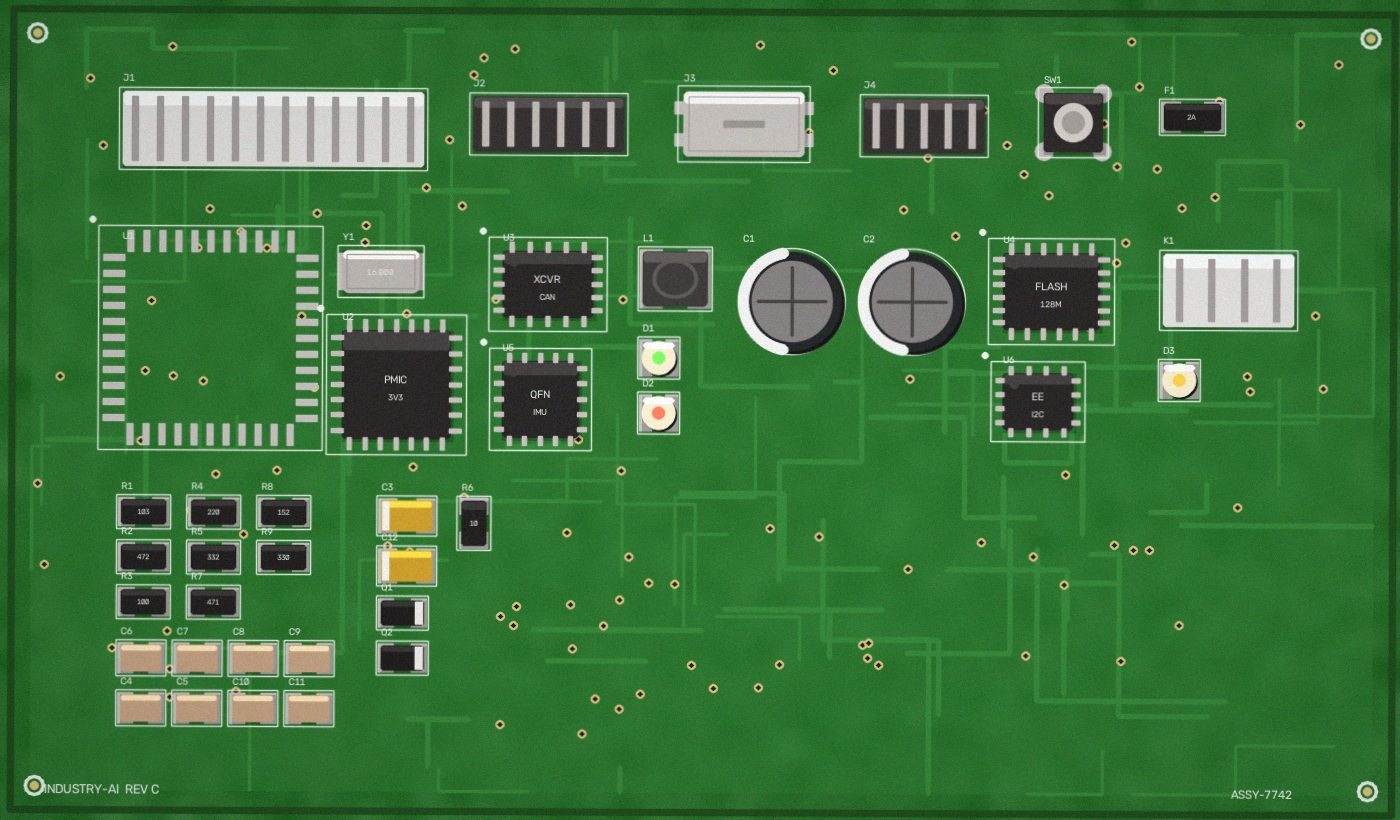 J1
J2
J3
J4
SW1
F1
2A
U1
Y1
16.000
U3
XCVR
CAN
L1
C1
C2
U4
FLASH
128M
K1
U2
PMIC
3V3
U5
QFN
IMU
D1
D2
U6
EE
I2C
D3
R1
103
R4
220
R8
152
C3
R6
10
R2
472
R5
332
R9
330
C12
R3
100
R7
471
Q1
Q2
C6
C7
C8
C9
C4
C5
C10
C11
INDUSTRY-AI REV C
ASSY-7742